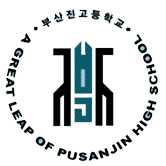 · 부산진고등학교 ·
A GREAT LEAP OF PUSANJIN HIGH SCHOOL